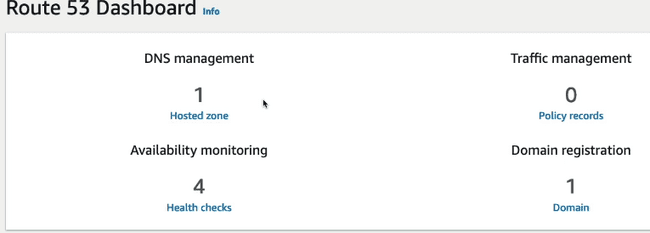 Route 53 Dashboard Info
DNS management
Traffic management
1
0
Hosted zone
Policy records
Availability monitoring
Domain registration
4
1
Health checks
Domain